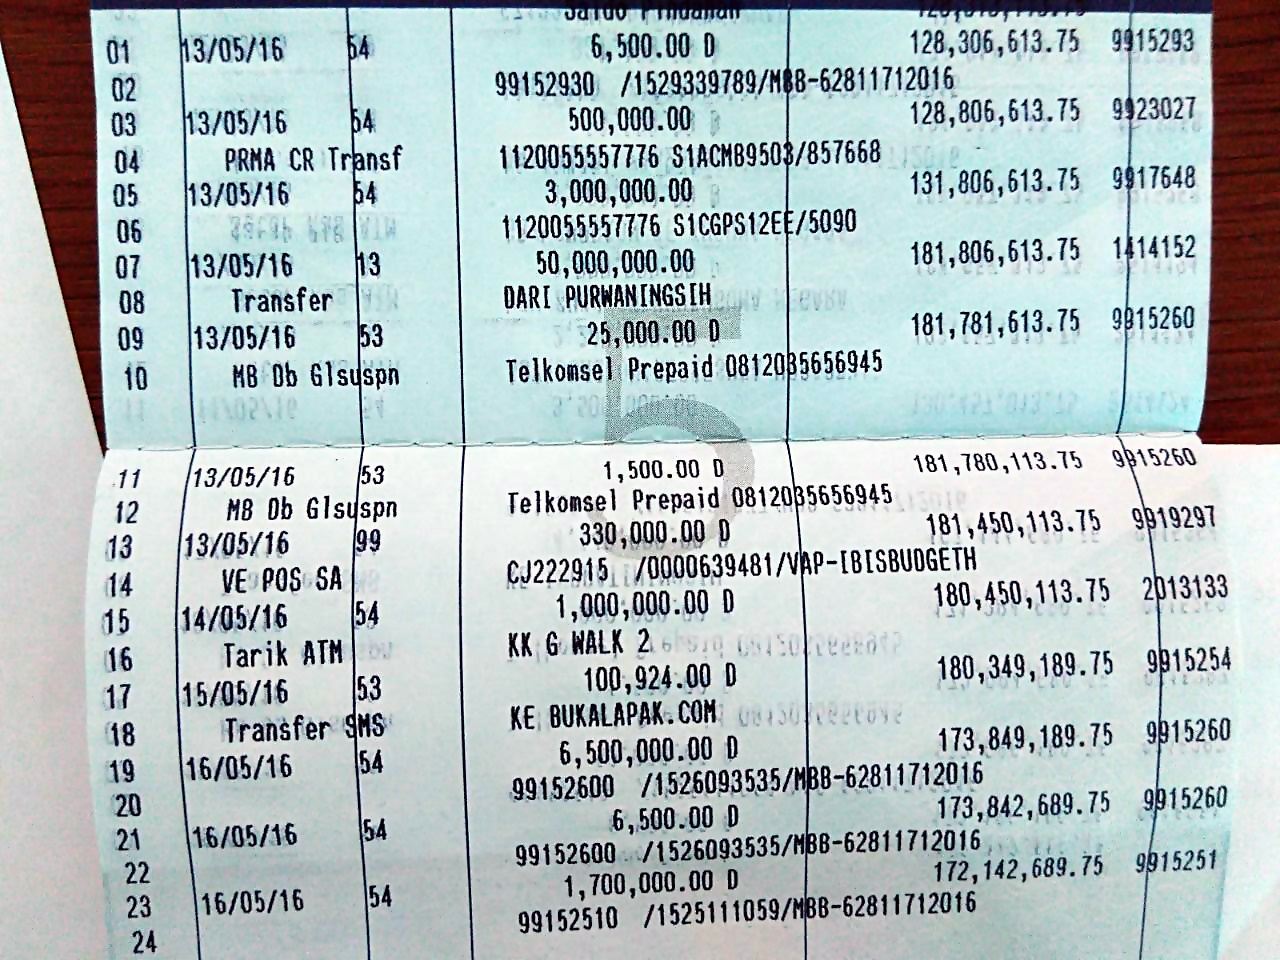 Saldo Pindahan
01 13/05/16 54 6,500.00 D 128,306,613.75 9915293
02 99152930 /1529339789/MBB-62811712016
03 13/05/16 54 500,000.00 128,806,613.75 9923027
04 PRMA CR Transf 1120055557776 S1ACMB9503/857668
05 13/05/16 54 3,000,000.00 131,806,613.75 9917648
06 1120055557776 S1CGPS12EE/5090
07 13/05/16 13 50,000,000.00 181,806,613.75 1414152
08 Transfer DARI PURWANINGSIH
09 13/05/16 53 25,000.00 D 181,781,613.75 9915260
10 MB Db Glsuspn Telkomsel Prepaid 0812035656945
11 13/05/16 53 1,500.00 D 181,780,113.75 9915260
12 MB Db Glsuspn Telkomsel Prepaid 0812035656945
13 13/05/16 99 330,000.00 D 181,450,113.75 9919297
14 VE POS SA CJ222915 /0000639481/VAP-IBISBUDGETH
15 14/05/16 54 1,000,000.00 D 180,450,113.75 2013133
16 Tarik ATM KK G WALK 2
17 15/05/16 53 100,924.00 D 180,349,189.75 9915254
18 Transfer SMS KE BUKALAPAK.COM
19 16/05/16 54 6,500,000.00 D 173,849,189.75 9915260
20 99152600 /1526093535/MBB-62811712016
21 16/05/16 54 6,500.00 D 173,842,689.75 9915260
22 99152600 /1526093535/MBB-62811712016
23 16/05/16 54 1,700,000.00 D 172,142,689.75 9915251
24 99152510 /1525111059/MBB-62811712016
5